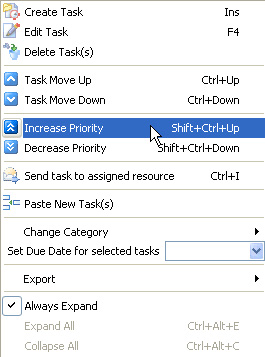 Create Task Ins
Edit Task F4
Delete Task(s)
Task Move Up Ctrl+Up
Task Move Down Ctrl+Down
Increase Priority Shift+Ctrl+Up
Decrease Priority Shift+Ctrl+Down
Send task to assigned resource Ctrl+I
Paste New Task(s)
Change Category
Set Due Date for selected tasks
Export
Always Expand
Expand All Ctrl+Alt+E
Collapse All Ctrl+Alt+C